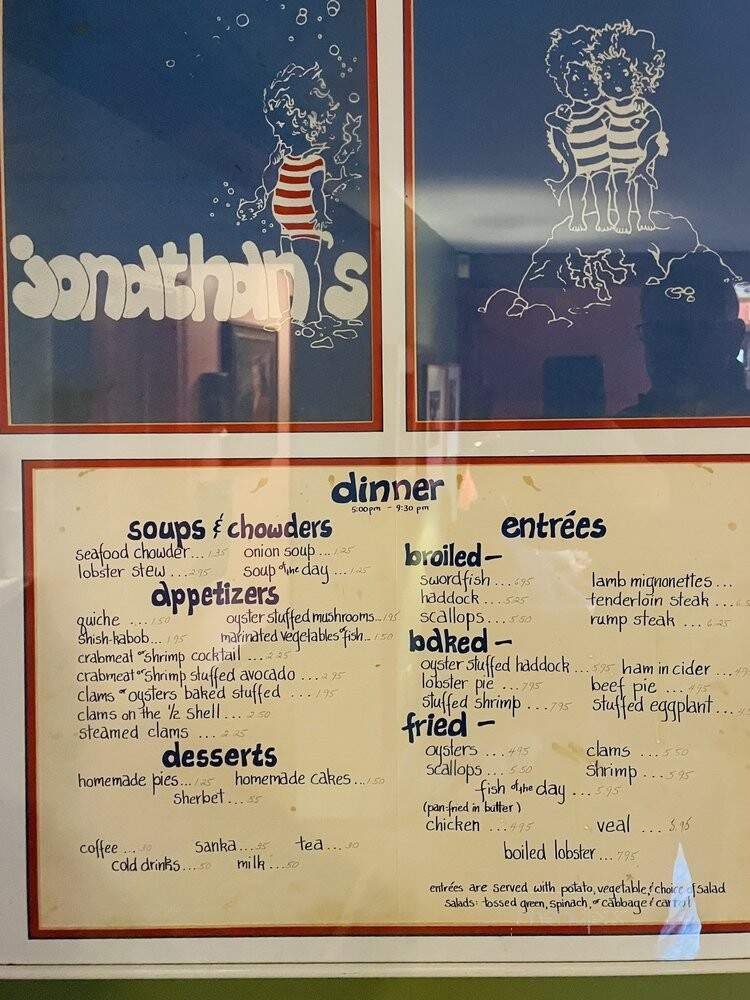 jonathan's
dinner
5:00pm - 9:30 pm
soups & chowders
seafood chowder... 1.35 onion soup... 1.25
lobster stew ...2.95 soup of the day ...1.25
appetizers
quiche ....1.50 oyster stuffed mushrooms...1.95
shish-kabob... 1.95 marinated vegetables & fish...1.50
crabmeat or shrimp cocktail ....2.25
crabmeat or shrimp stuffed avocado ....2.95
clams or oysters baked stuffed ....1.95
clams on the ½ shell....2.50
steamed clams ....2.25
desserts
homemade pies...1.25 homemade cakes...1.50
sherbet....55
coffee ...30 sanka...35 tea...30
cold drinks...50 milk...50
entrées
broiled –
swordfish ...6.95 lamb mignonettes ...
haddock ...5.25 tenderloin steak ...
scallops ...5.50 rump steak ...6.25
baked –
oyster stuffed haddock...5.95 ham in cider ...
lobster pie ...7.95 beef pie ...4.95
stuffed shrimp ...7.95 stuffed eggplant...
fried –
oysters ...4.95 clams ...5.50
scallops ...5.50 shrimp ...5.95
fish of the day ...5.95
(pan-fried in butter)
chicken ...4.95 veal ...5.95
boiled lobster...7.95
entrées are served with potato, vegetable, & choice of salad
salads: tossed green, spinach, or cabbage & carrot